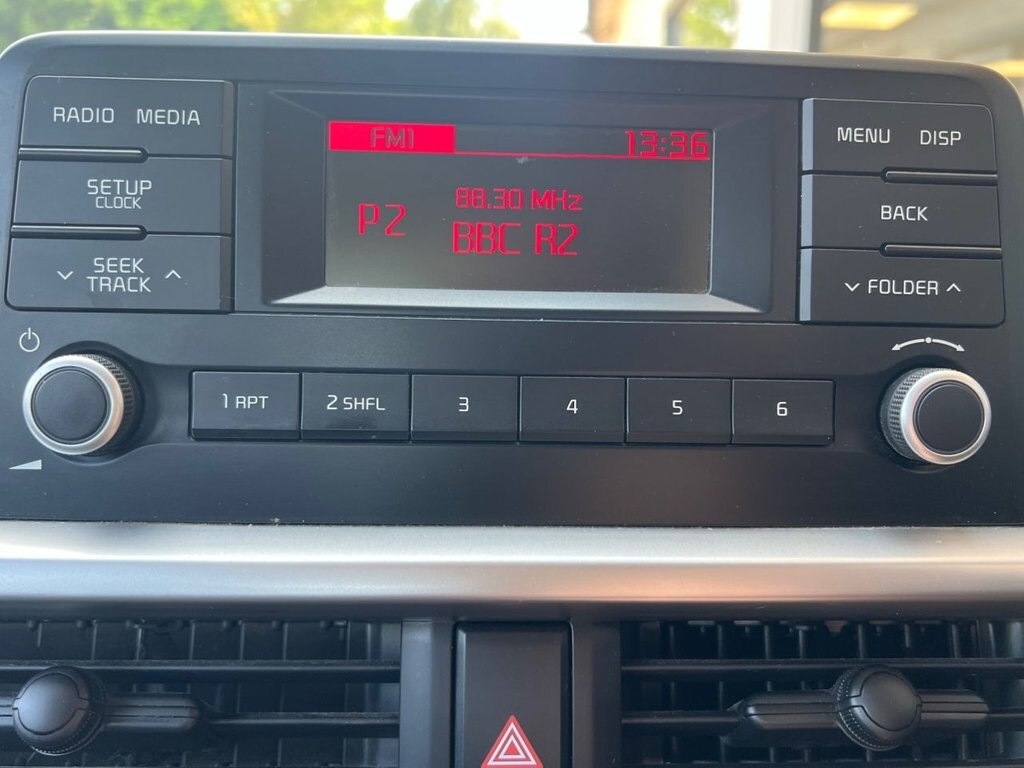 RADIO MEDIA
SETUP
CLOCK
SEEK
TRACK
FM1 13:36
88.30 MHz
P2 BBC R2
MENU DISP
BACK
FOLDER
1 RPT 2 SHFL 3 4 5 6